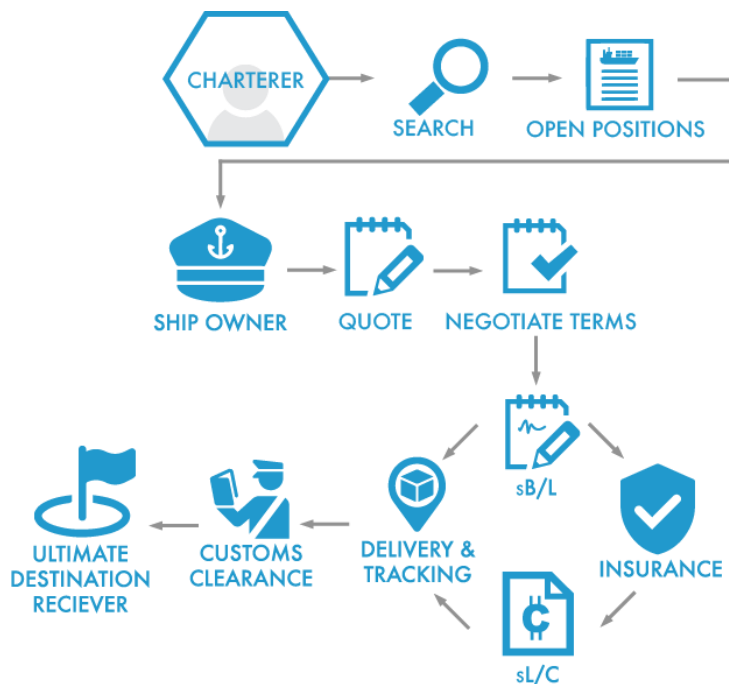 CHARTERER
SEARCH
OPEN POSITIONS
SHIP OWNER
QUOTE
NEGOTIATE TERMS
sB/L
INSURANCE
DELIVERY &
TRACKING
CUSTOMS
CLEARANCE
ULTIMATE
DESTINATION
RECIEVER
sL/C